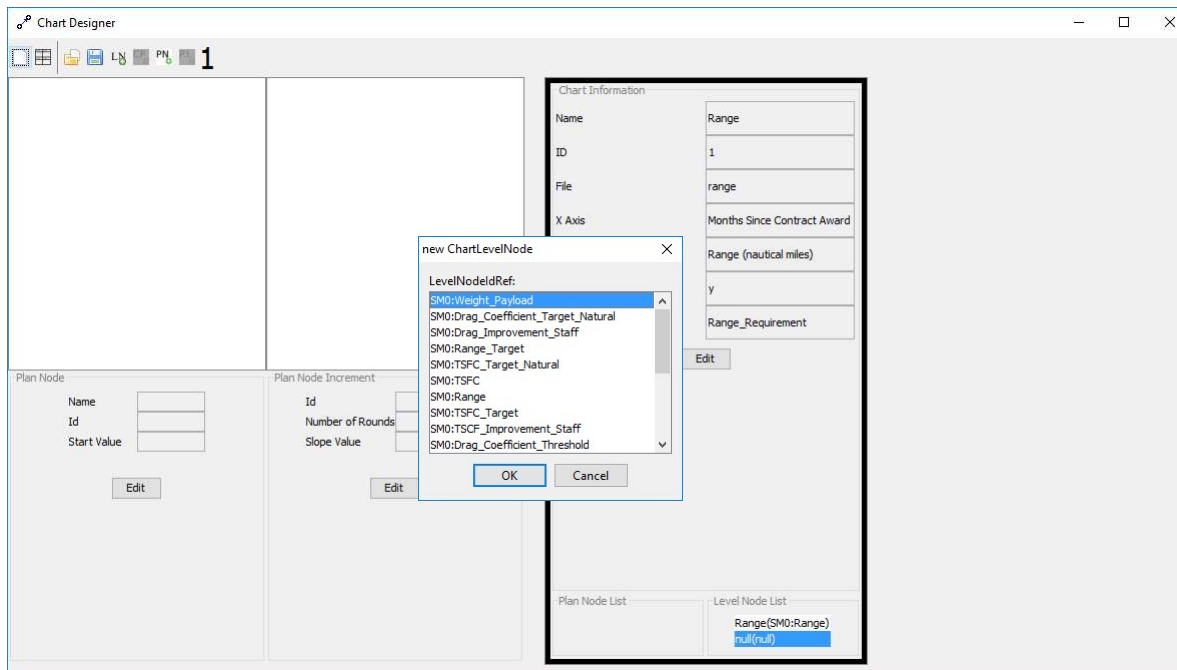 Chart Designer
LN
PN
1
Chart Information
Name
Range
ID
1
File
range
X Axis
Months Since Contract Award
Range (nautical miles)
y
Range_Requirement
Edit
new ChartLevelNode
LevelNodeIdRef:
SM0:Weight_Payload
SM0:Drag_Coefficient_Target_Natural
SM0:Drag_Improvement_Staff
SM0:Range_Target
SM0:TSFC_Target_Natural
SM0:TSFC
SM0:Range
SM0:TSFC_Target
SM0:TSCF_Improvement_Staff
SM0:Drag_Coefficient_Threshold
OK
Cancel
Plan Node
Name
Id
Start Value
Edit
Plan Node Increment
Id
Number of Rounds
Slope Value
Edit
Plan Node List
Level Node List
Range(SM0:Range)
null(null)